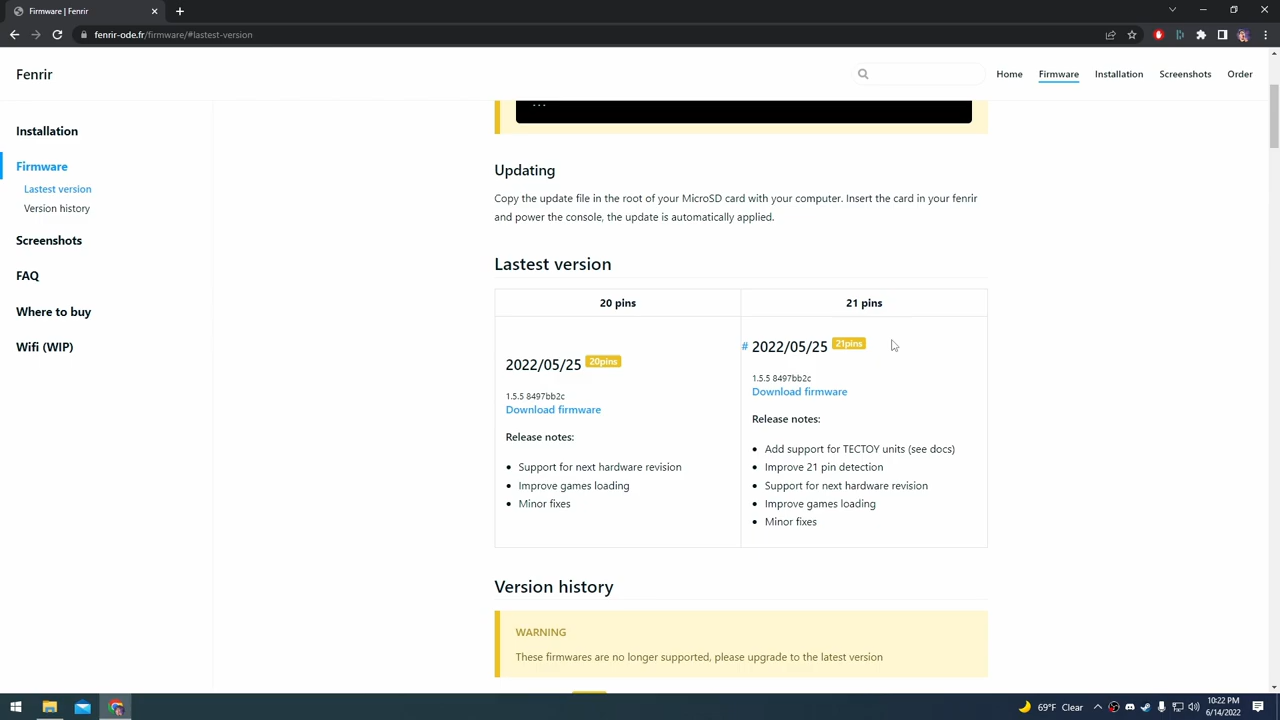 Firmware | Fenrir
fenrir-ode.fr/firmware/#lastest-version
Fenrir
Home
Firmware
Installation
Screenshots
Order
Installation
Firmware
Lastest version
Version history
Screenshots
FAQ
Where to buy
Wifi (WIP)
...
Updating
Copy the update file in the root of your MicroSD card with your computer. Insert the card in your fenrir
and power the console, the update is automatically applied.
Lastest version
20 pins
21 pins
2022/05/25 20pins
1.5.5 8497bb2c
Download firmware
Release notes:
Support for next hardware revision
Improve games loading
Minor fixes
# 2022/05/25 21pins
1.5.5 8497bb2c
Download firmware
Release notes:
Add support for TECTOY units (see docs)
Improve 21 pin detection
Support for next hardware revision
Improve games loading
Minor fixes
Version history
WARNING
These firmwares are no longer supported, please upgrade to the latest version
69°F Clear
10:22 PM
6/14/2022